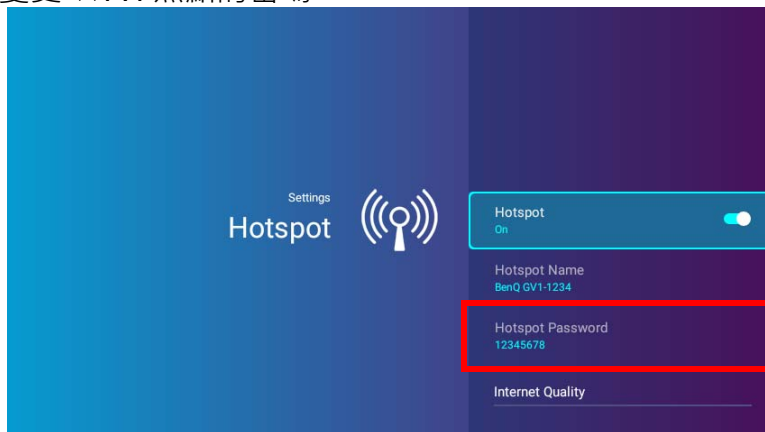 Settings
Hotspot
Hotspot
On
Hotspot Name
BenQ GV1-1234
Hotspot Password
12345678
Internet Quality